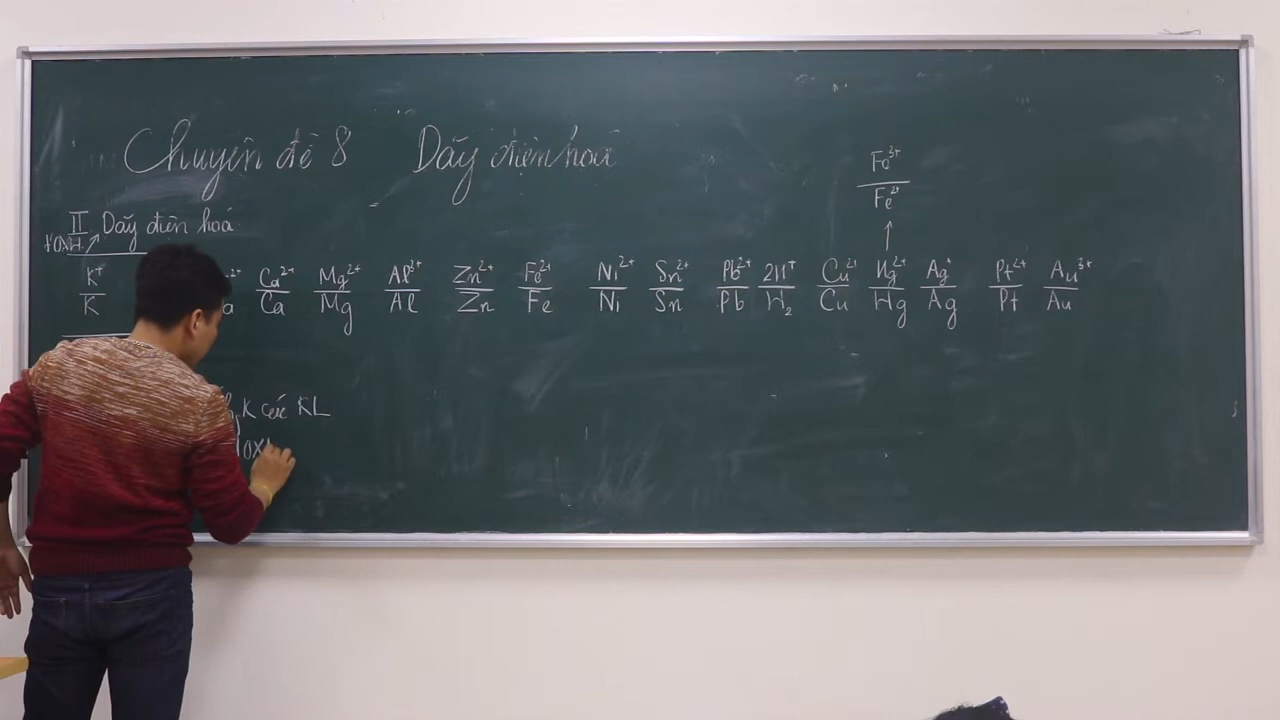 Chuyên đề 8 Dãy điện hoá
Fe³⁺
Fe²⁺
II. Dãy điện hoá
↑
K⁺ Ca²⁺ Mg²⁺ Al³⁺ Zn²⁺ Fe²⁺ Ni²⁺ Sn²⁺ Pb²⁺ 2H⁺ Cu²⁺ Hg²⁺ Ag⁺ Pt²⁺ Au³⁺
K Ca Mg Al Zn Fe Ni Sn Pb H₂ Cu Hg Ag Pt Au
K các KL